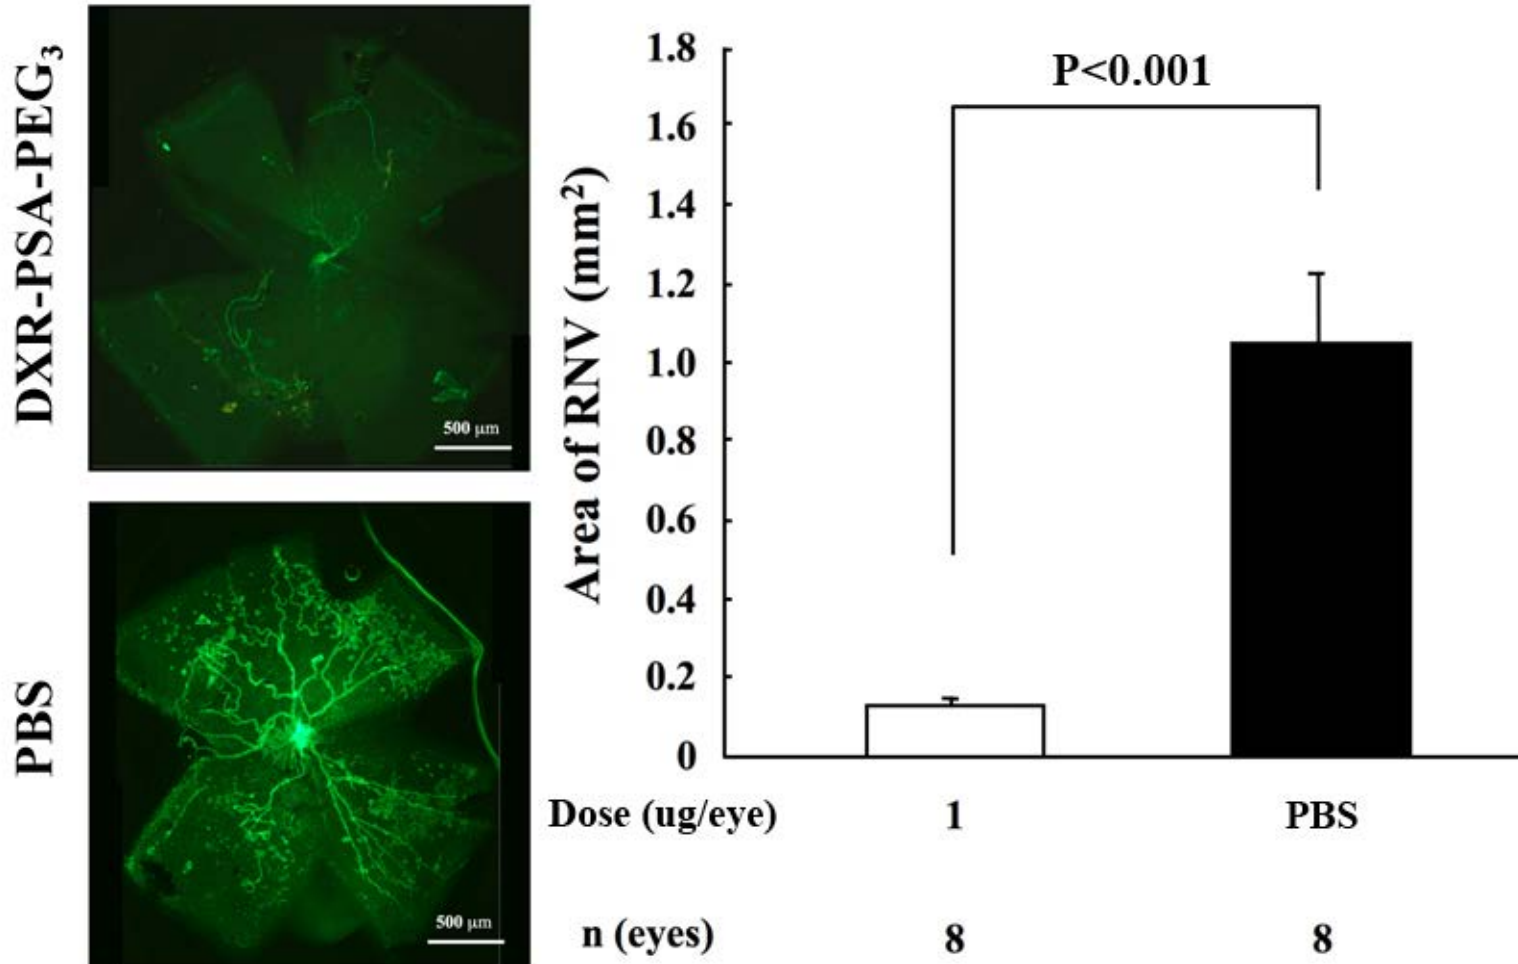 DXR-PSA-PEG3
500 µm
PBS
500 µm
Area of RNV (mm2)
1.8
1.6
1.4
1.2
1.0
0.8
0.6
0.4
0.2
0
P<0.001
Dose (ug/eye) 1 PBS
n (eyes) 8 8